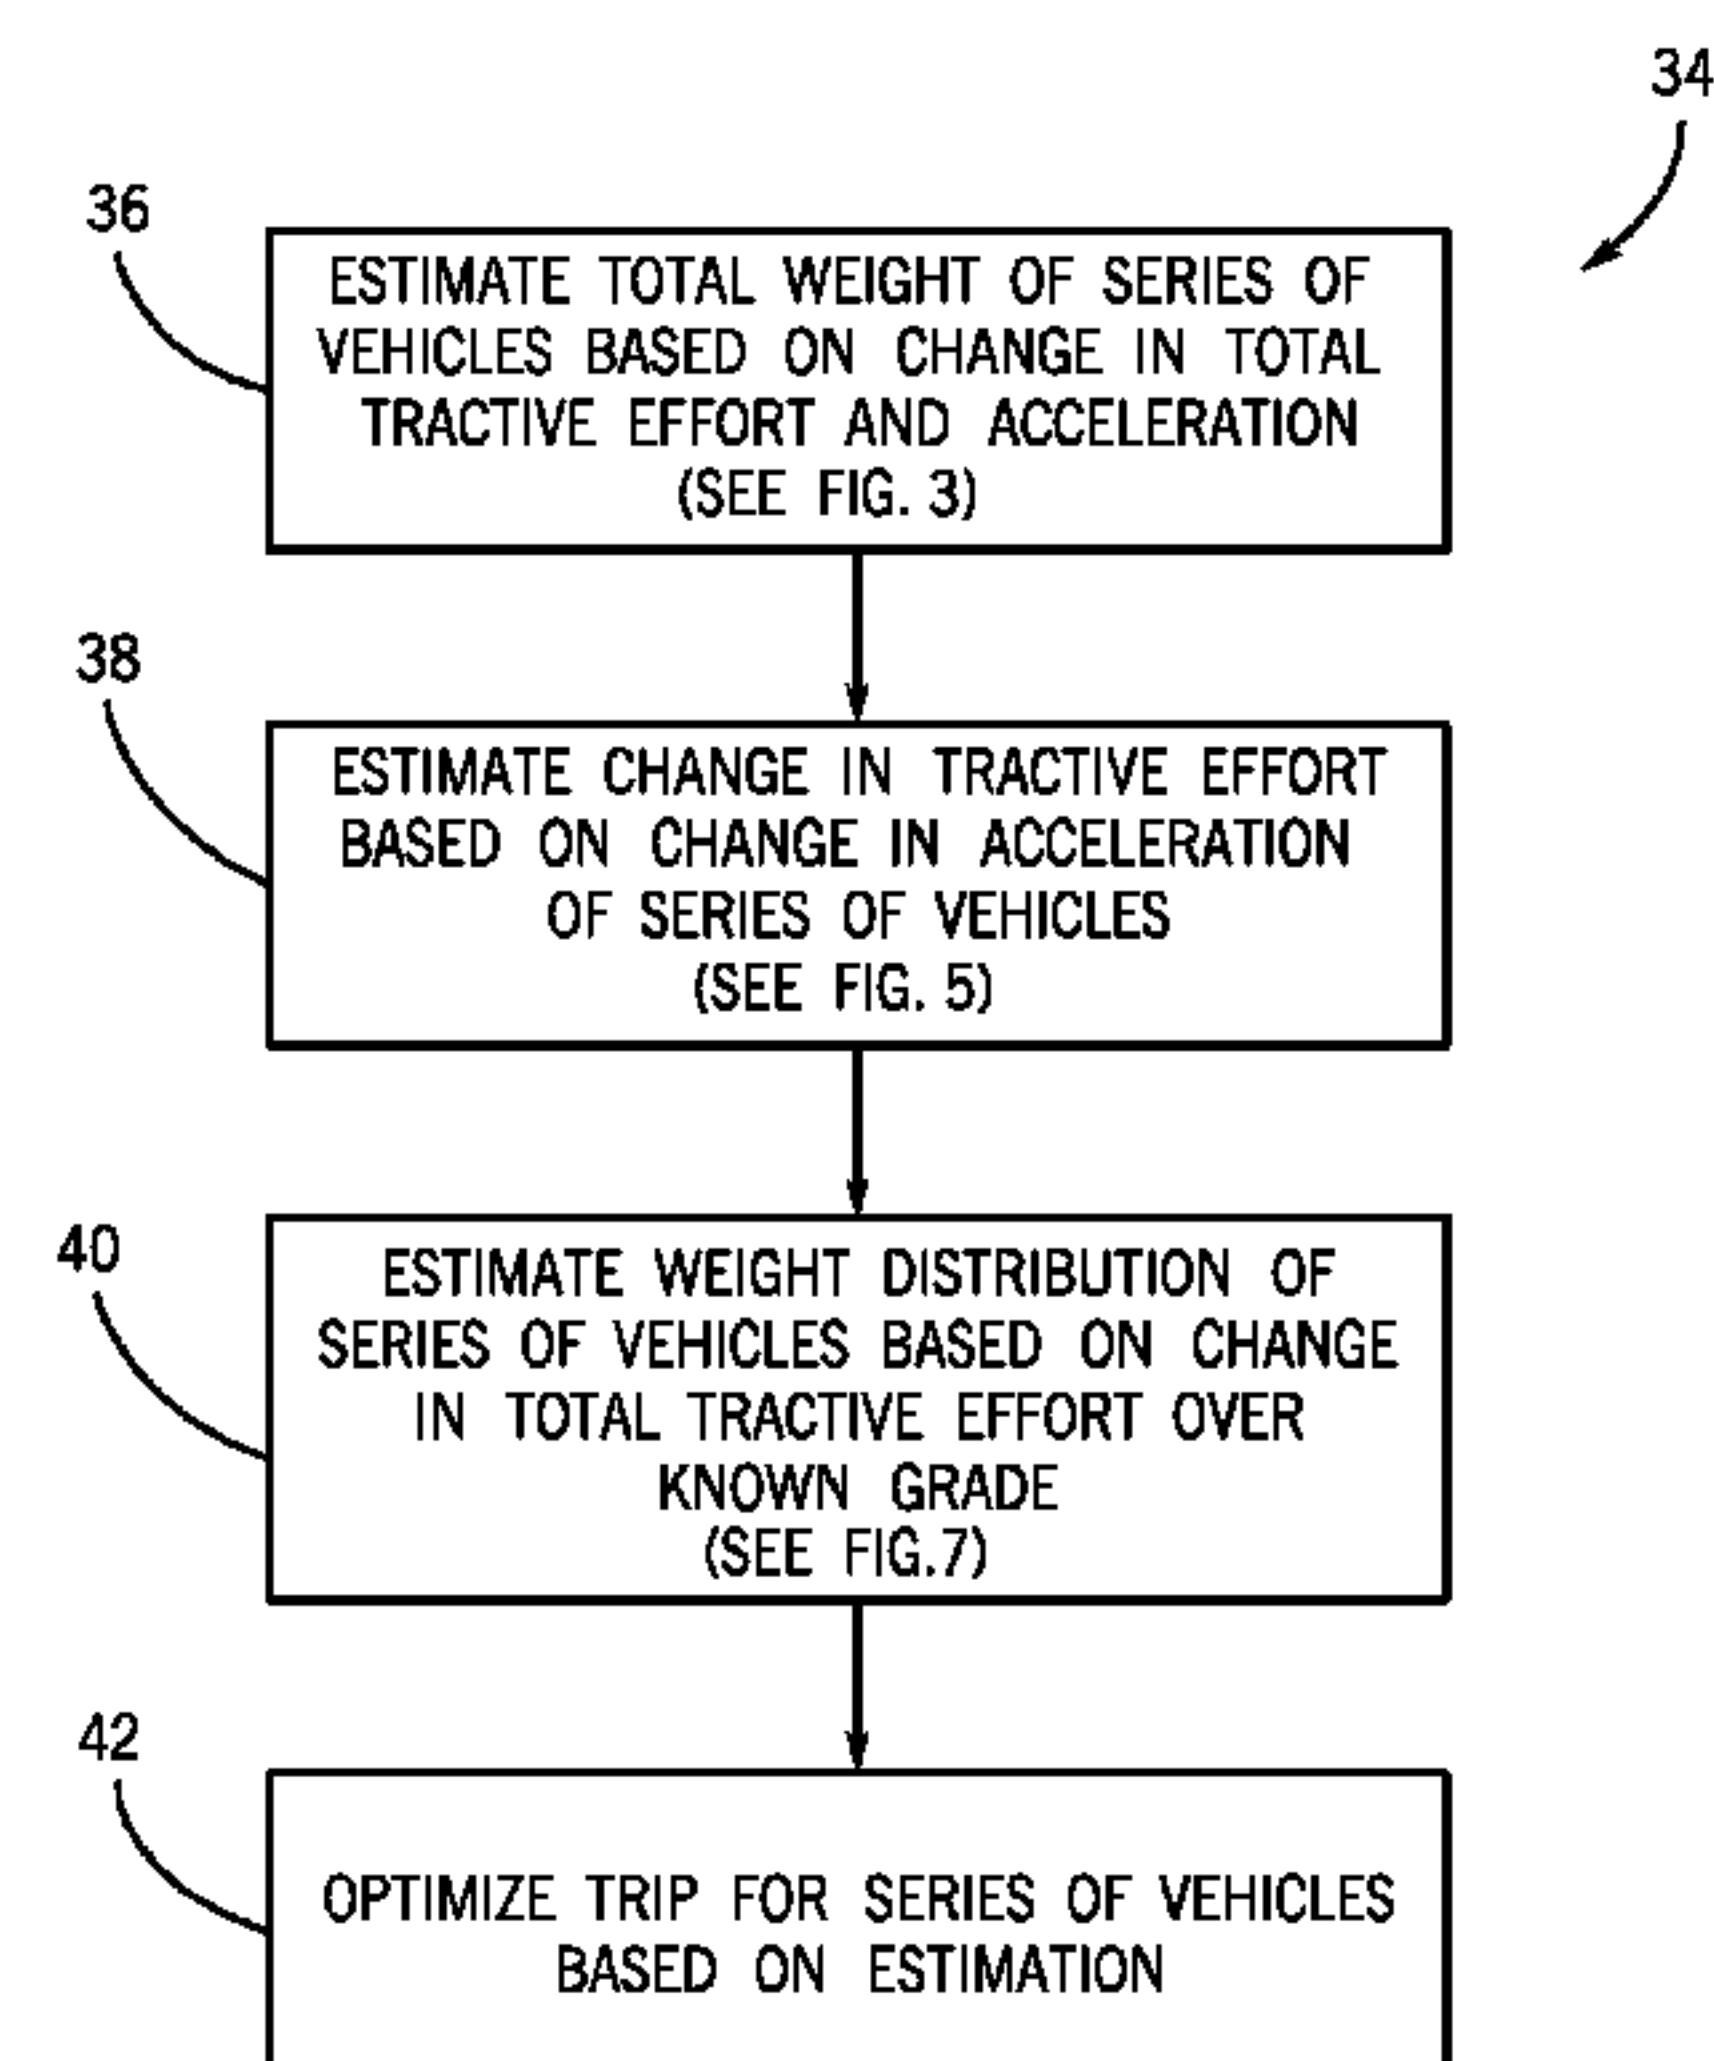 34
36
ESTIMATE TOTAL WEIGHT OF SERIES OF
VEHICLES BASED ON CHANGE IN TOTAL
TRACTIVE EFFORT AND ACCELERATION
(SEE FIG. 3)
38
ESTIMATE CHANGE IN TRACTIVE EFFORT
BASED ON CHANGE IN ACCELERATION
OF SERIES OF VEHICLES
(SEE FIG. 5)
40
ESTIMATE WEIGHT DISTRIBUTION OF
SERIES OF VEHICLES BASED ON CHANGE
IN TOTAL TRACTIVE EFFORT OVER
KNOWN GRADE
(SEE FIG.7)
42
OPTIMIZE TRIP FOR SERIES OF VEHICLES
BASED ON ESTIMATION